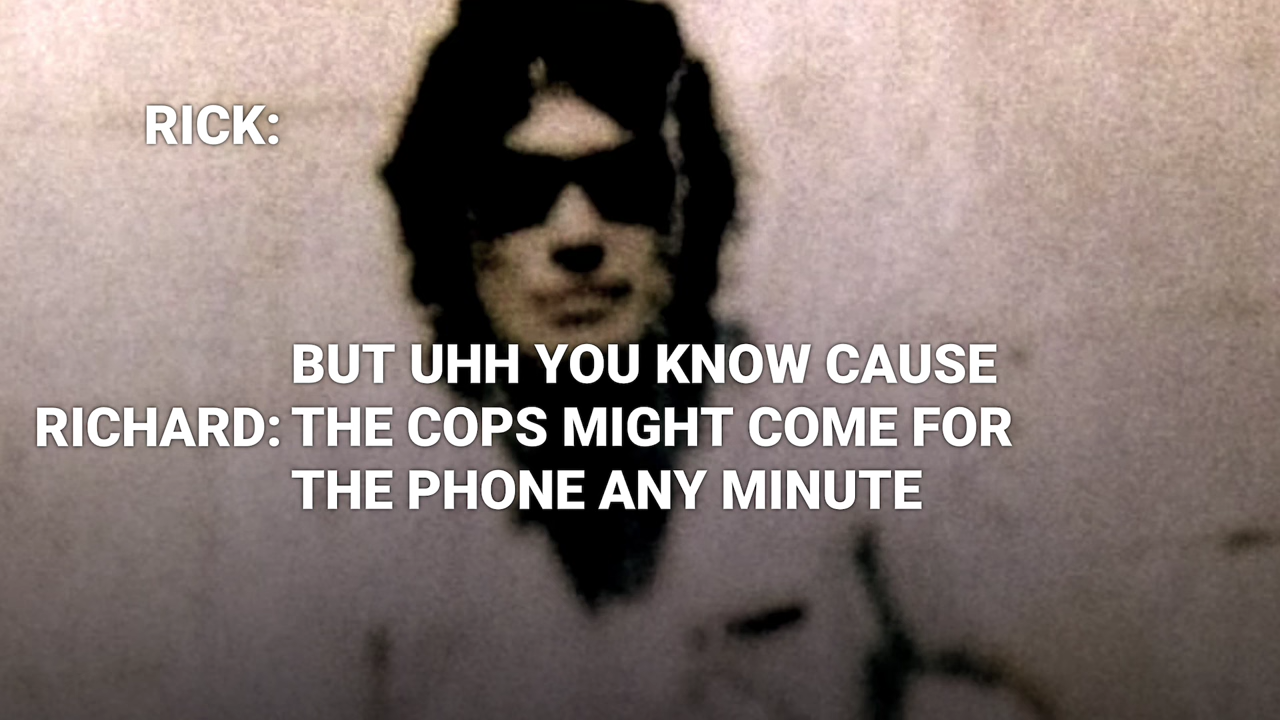 RICK:
BUT UHH YOU KNOW CAUSE
RICHARD: THE COPS MIGHT COME FOR
THE PHONE ANY MINUTE